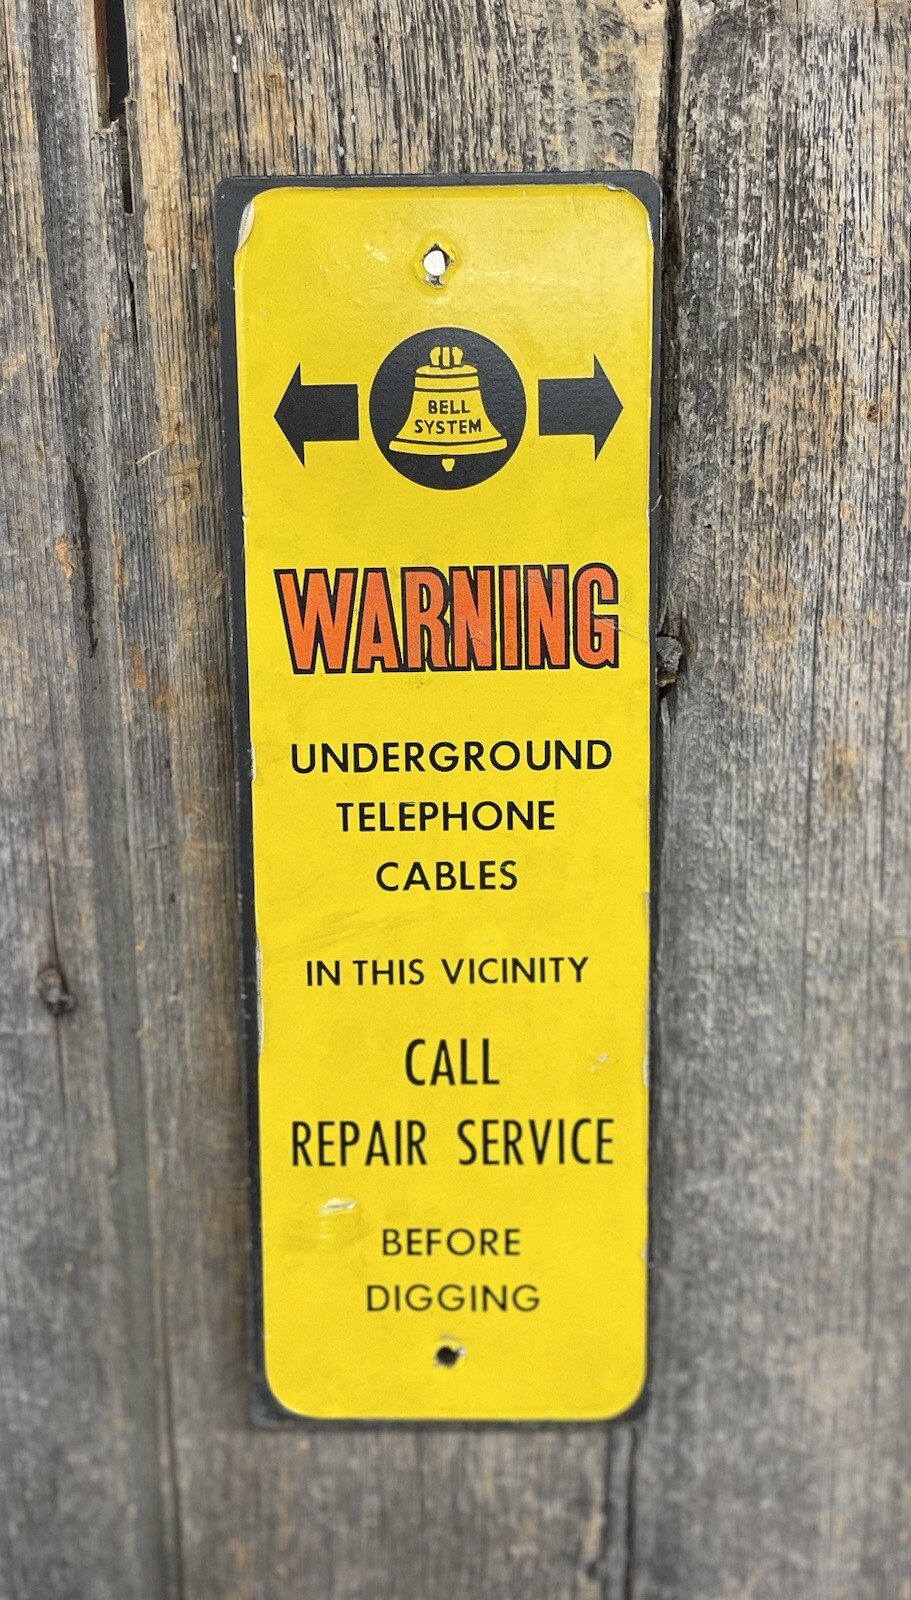 BELL
SYSTEM
WARNING
UNDERGROUND
TELEPHONE
CABLES
IN THIS VICINITY
CALL
REPAIR SERVICE
BEFORE
DIGGING